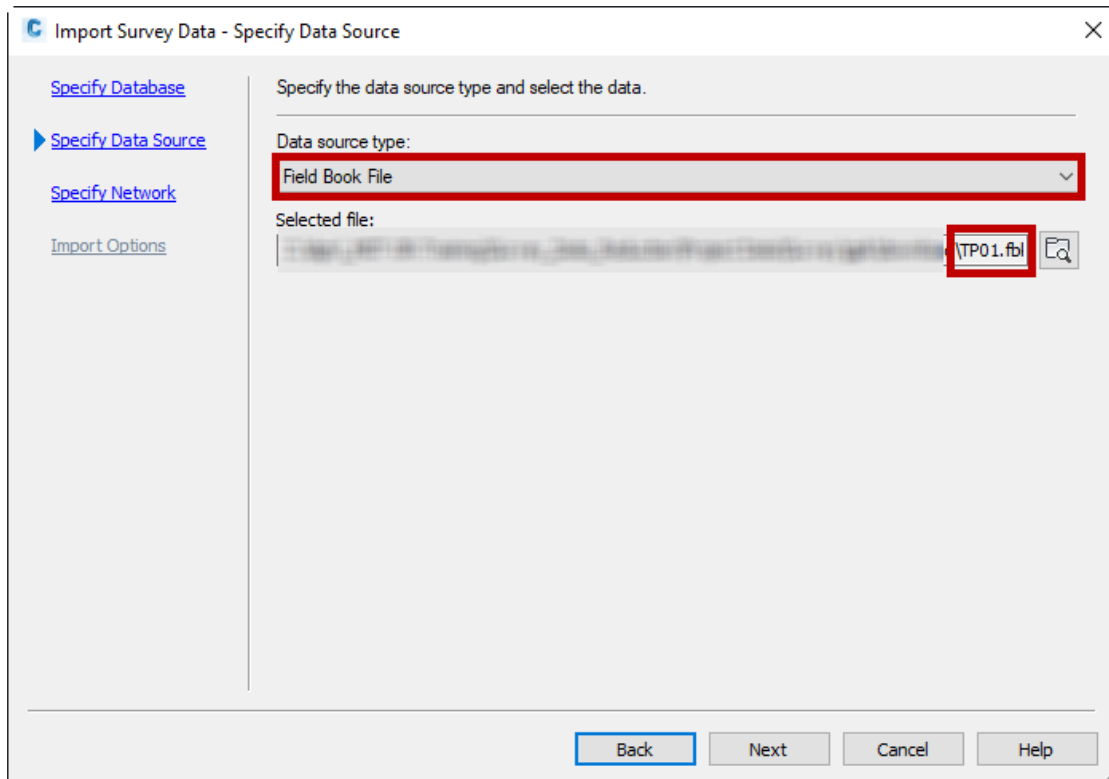 Import Survey Data - Specify Data Source
Specify Database
Specify Data Source
Specify Network
Import Options
Specify the data source type and select the data.
Data source type:
Field Book File
Selected file:
\TP01.fbl
Back Next Cancel Help